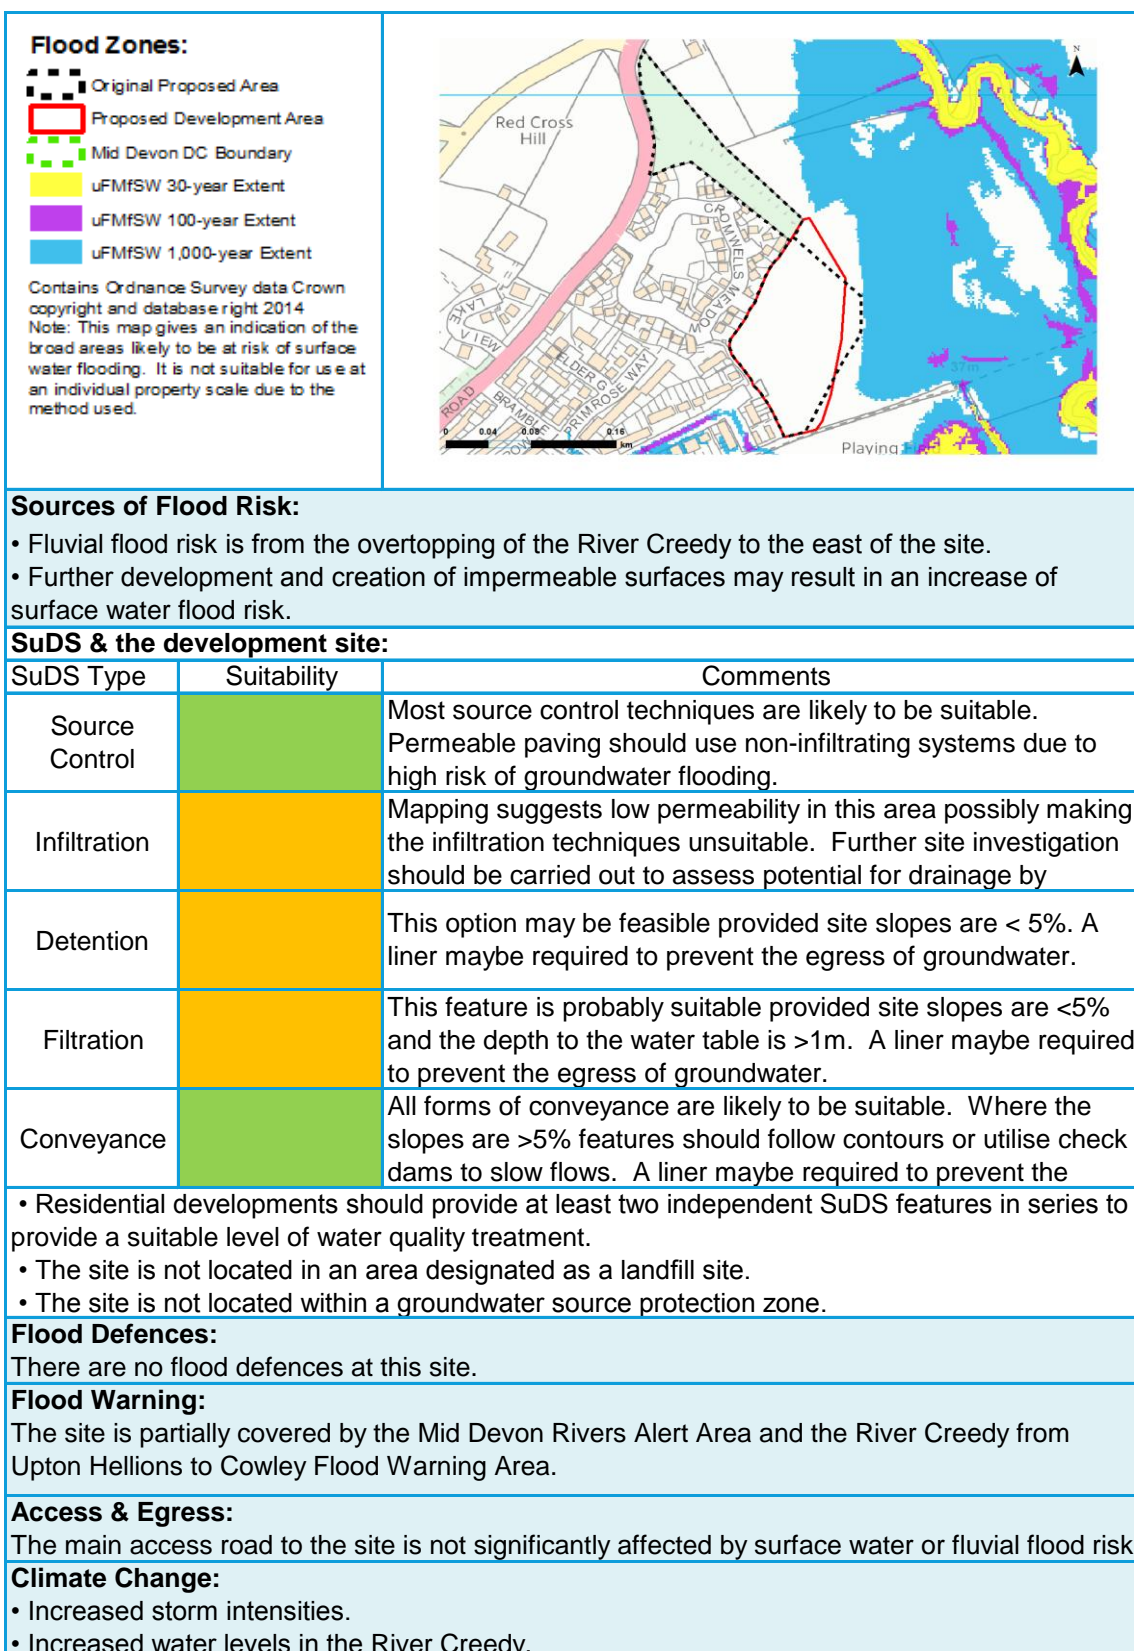 Flood Zones:
Original Proposed Area
Proposed Development Area
Mid Devon DC Boundary
uFMfSW 30-year Extent
uFMfSW 100-year Extent
uFMfSW 1,000-year Extent
Contains Ordnance Survey data Crown
copyright and database right 2014
Note: This map gives an indication of the
broad areas likely to be at risk of surface
water flooding. It is not suitable for use at
an individual property scale due to the
method used.
N
Red Cross
Hill
CROMWELLS MEADOW
LAKE
VIEW
ELDER G
PRIMROSE WAY
BRAMBLE
ROAD
37m
Playing
0 0.04 0.08 0.16
km
Sources of Flood Risk:
• Fluvial flood risk is from the overtopping of the River Creedy to the east of the site.
• Further development and creation of impermeable surfaces may result in an increase of
surface water flood risk.
SuDS & the development site:
SuDS Type Suitability Comments
Source
Control
Most source control techniques are likely to be suitable.
Permeable paving should use non-infiltrating systems due to
high risk of groundwater flooding.
Infiltration
Mapping suggests low permeability in this area possibly making
the infiltration techniques unsuitable. Further site investigation
should be carried out to assess potential for drainage by
Detention
This option may be feasible provided site slopes are < 5%. A
liner maybe required to prevent the egress of groundwater.
Filtration
This feature is probably suitable provided site slopes are <5%
and the depth to the water table is >1m. A liner maybe required
to prevent the egress of groundwater.
Conveyance
All forms of conveyance are likely to be suitable. Where the
slopes are >5% features should follow contours or utilise check
dams to slow flows. A liner maybe required to prevent the
• Residential developments should provide at least two independent SuDS features in series to
provide a suitable level of water quality treatment.
• The site is not located in an area designated as a landfill site.
• The site is not located within a groundwater source protection zone.
Flood Defences:
There are no flood defences at this site.
Flood Warning:
The site is partially covered by the Mid Devon Rivers Alert Area and the River Creedy from
Upton Hellions to Cowley Flood Warning Area.
Access & Egress:
The main access road to the site is not significantly affected by surface water or fluvial flood risk
Climate Change:
• Increased storm intensities.
• Increased water levels in the River Creedy.